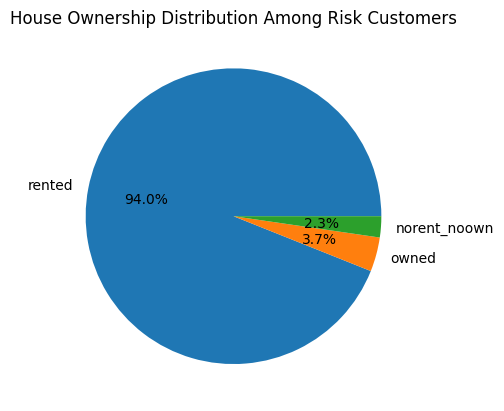 House Ownership Distribution Among Risk Customers
rented
94.0%
2.3%
norent_noown
3.7%
owned